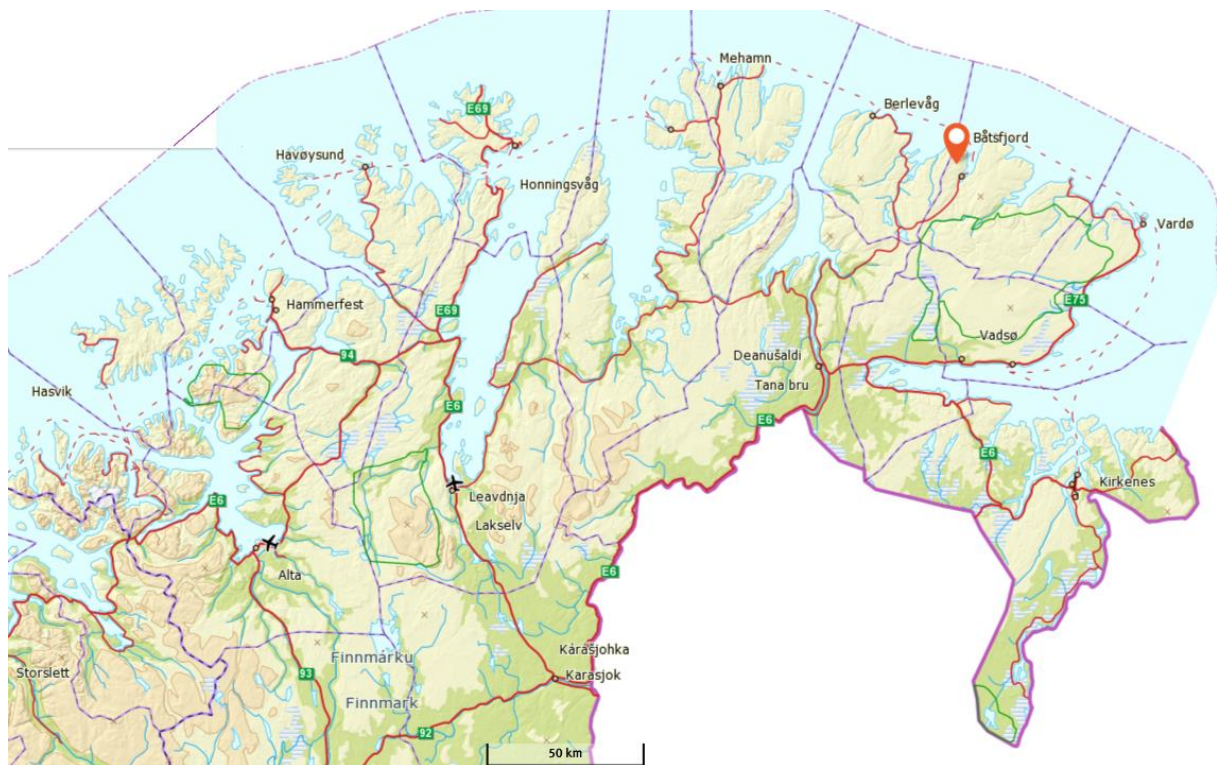 Mehamn
Berlevåg
E69
Båtsfjord
Havøysund
Honningsvåg
Vardø
Hammerfest
E69
E75
Vadsø
94
Deanušaldi
Hasvik
Tana bru
E6
E6
E6
Leavdnja
Kirkenes
E6
Lakselv
Alta
E6
Kárášjohka
Finnmárku
Storslett
93
Karasjok
Finnmark
92
50 km